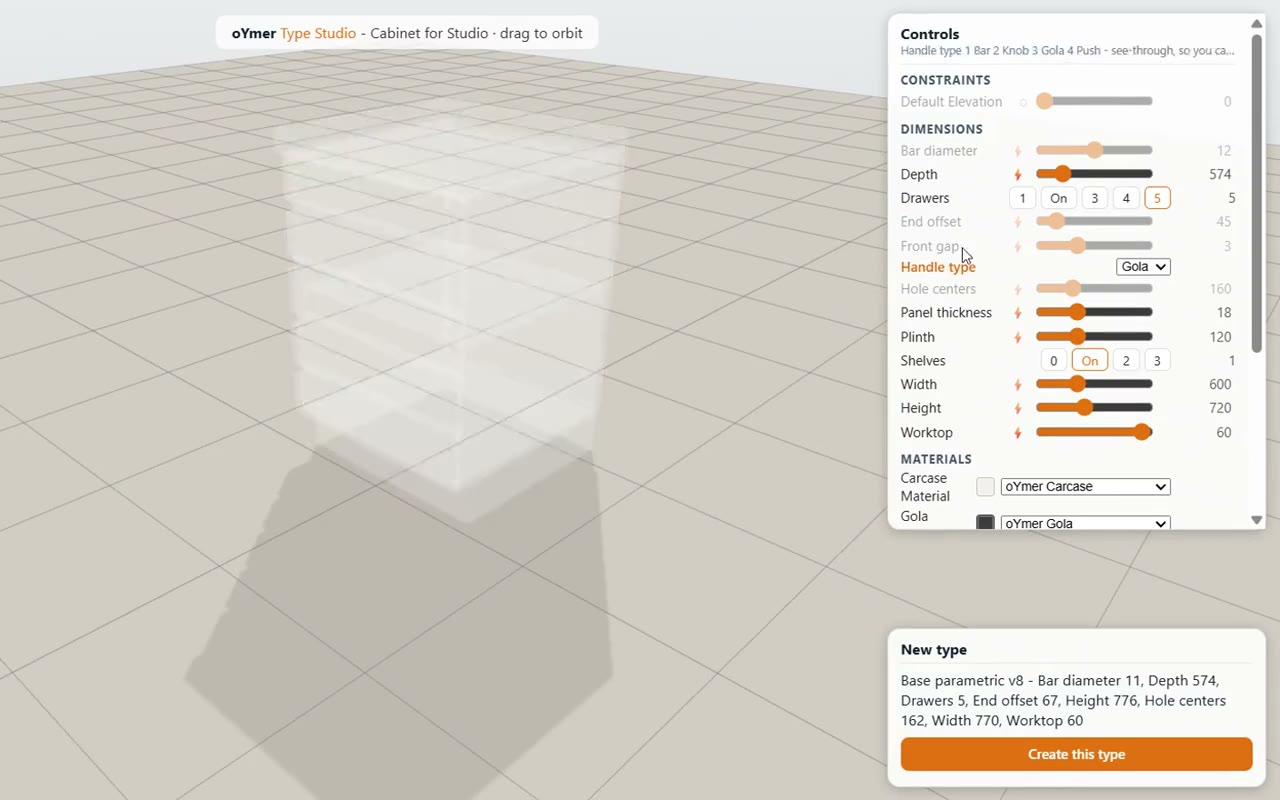 oYmer Type Studio - Cabinet for Studio · drag to orbit
Controls
Handle type 1 Bar 2 Knob 3 Gola 4 Push - see-through, so you ca...
CONSTRAINTS
Default Elevation 0
DIMENSIONS
Bar diameter 12
Depth 574
Drawers 1 On 3 4 5 5
End offset 45
Front gap 3
Handle type Gola
Hole centers 160
Panel thickness 18
Plinth 120
Shelves 0 On 2 3 1
Width 600
Height 720
Worktop 60
MATERIALS
Carcase
Material oYmer Carcase
Gola oYmer Gola
New type
Base parametric v8 - Bar diameter 11, Depth 574,
Drawers 5, End offset 67, Height 776, Hole centers
162, Width 770, Worktop 60
Create this type